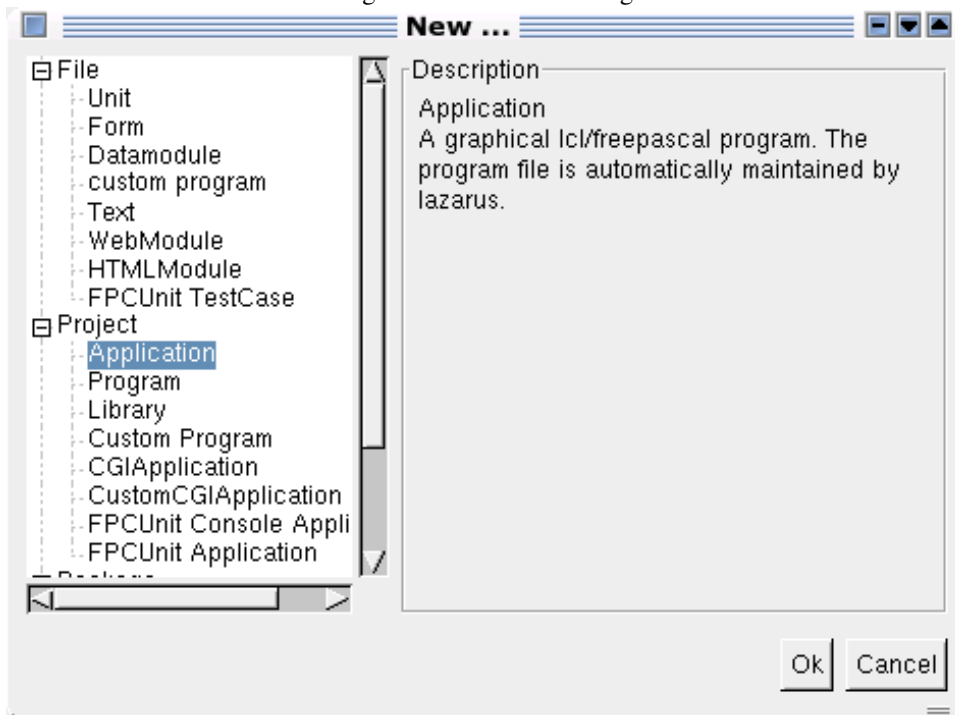 New ...
File
Unit
Form
Datamodule
custom program
Text
WebModule
HTMLModule
FPCUnit TestCase
Project
Application
Program
Library
Custom Program
CGIApplication
CustomCGIApplication
FPCUnit Console Appli
FPCUnit Application
Description
Application
A graphical lcl/freepascal program. The
program file is automatically maintained by
lazarus.
Ok
Cancel